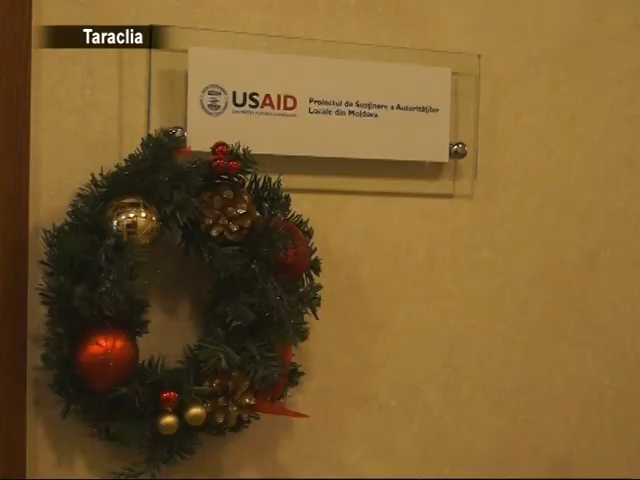 Taraclia
USAID
Proiectul de Susținere a Autorităților
Locale din Moldova